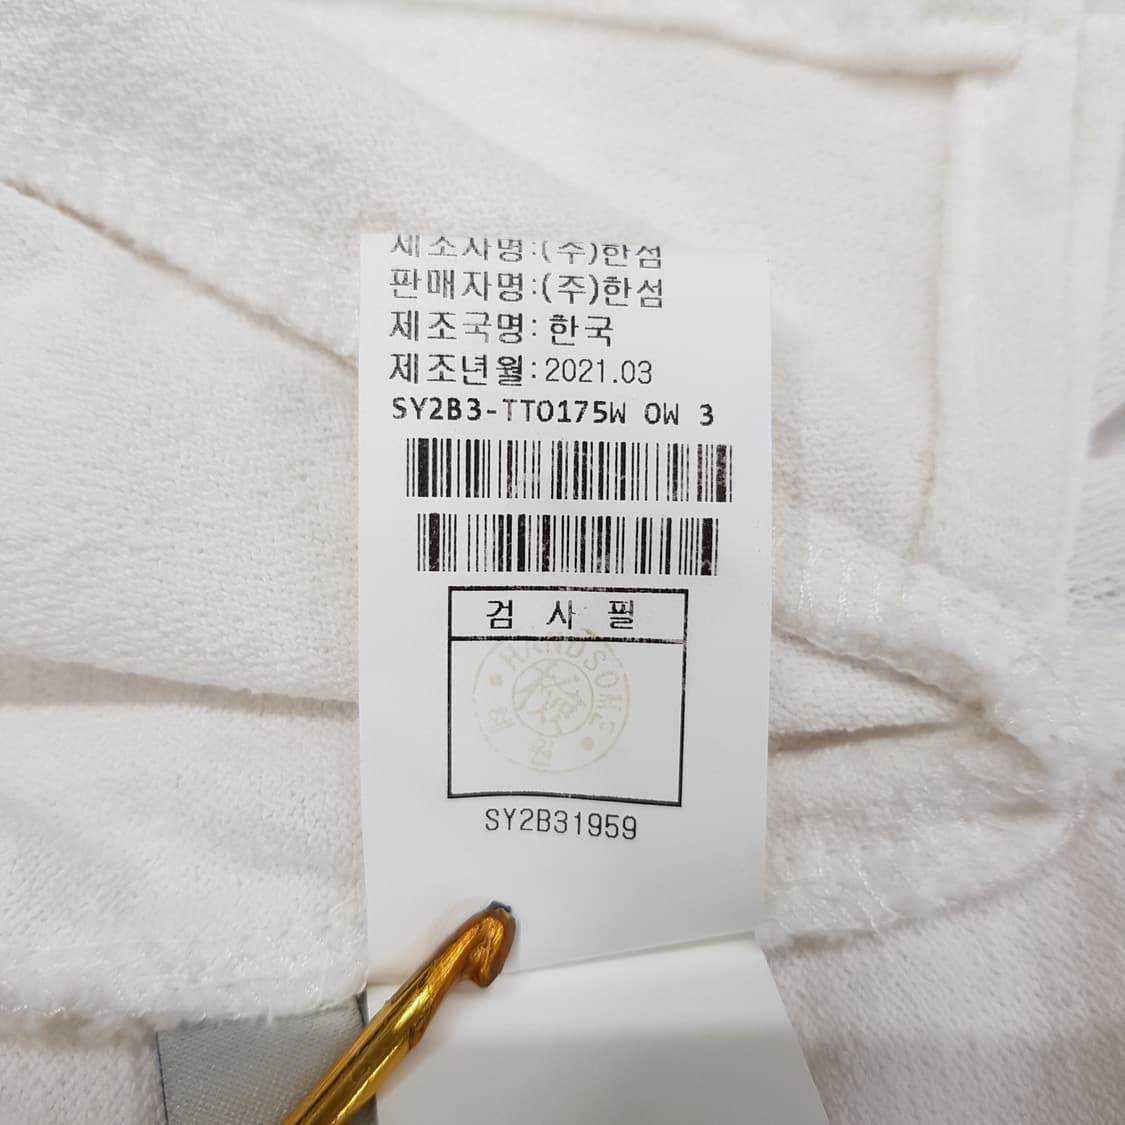 제조자명:(주)한섬
판매자명:(주)한섬
제조국명: 한국
제조년월:2021.03
SY2B3-TT0175W OW 3
검 사 필
HANDSOME
SY2B31959